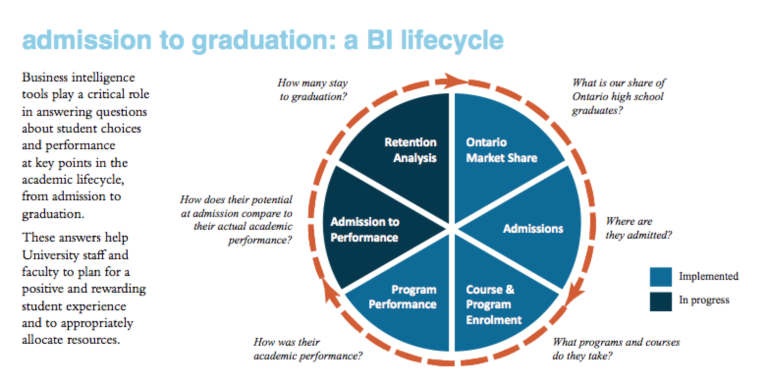 admission to graduation: a BI lifecycle
Business intelligence
tools play a critical role
in answering questions
about student choices
and performance
at key points in the
academic lifecycle,
from admission to
graduation.
These answers help
University staff and
faculty to plan for a
positive and rewarding
student experience
and to appropriately
allocate resources.
How many stay
to graduation?
What is our share of
Ontario high school
graduates?
Retention
Analysis
Ontario
Market Share
How does their potential
at admission compare to
their actual academic
performance?
Admission to
Performance
Admissions
Where are
they admitted?
Program
Performance
Course &
Program
Enrolment
Implemented
In progress
How was their
academic performance?
What programs and courses
do they take?